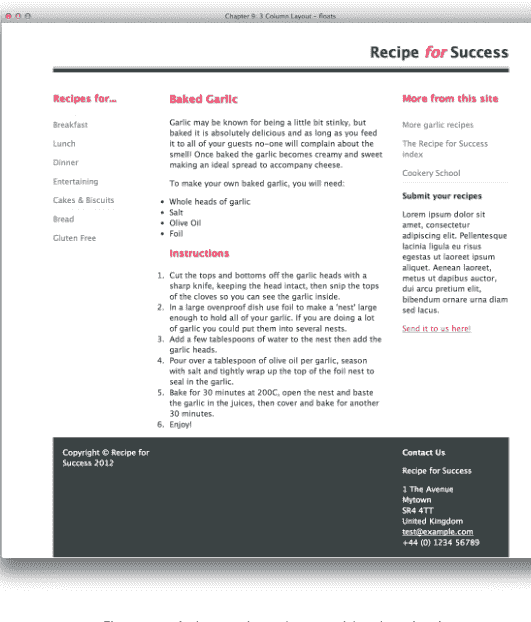 Chapter 9: 3 Column Layout - floats
Recipe for Success
Recipes for...
Breakfast
Lunch
Dinner
Entertaining
Cakes & Biscuits
Bread
Gluten Free
Baked Garlic
Garlic may be known for being a little bit stinky, but
baked it is absolutely delicious and as long as you feed
it to all of your guests no-one will complain about the
smell! Once baked the garlic becomes creamy and sweet
making an ideal spread to accompany cheese.
To make your own baked garlic, you will need:
• Whole heads of garlic
• Salt
• Olive Oil
• Foil
Instructions
1. Cut the tops and bottoms off the garlic heads with a
sharp knife, keeping the head intact, then snip the tops
of the cloves so you can see the garlic inside.
2. In a large ovenproof dish use foil to make a 'nest' large
enough to hold all of your garlic. If you are doing a lot
of garlic you could put them into several nests.
3. Add a few tablespoons of water to the nest then add the
garlic heads.
4. Pour over a tablespoon of olive oil per garlic, season
with salt and tightly wrap up the top of the foil nest to
seal in the garlic.
5. Bake for 30 minutes at 200C, open the nest and baste
the garlic in the juices, then cover and bake for another
30 minutes.
6. Enjoy!
More from this site
More garlic recipes
The Recipe for Success
index
Cookery School
Submit your recipes
Lorem ipsum dolor sit
amet, consectetur
adipiscing elit. Pellentesque
lacinia ligula eu risus
egestas ut laoreet ipsum
aliquet. Aenean laoreet,
metus ut dapibus auctor,
dui arcu pretium elit,
bibendum ornare urna diam
sed lacus.
Send it to us here!
Copyright © Recipe for
Success 2012
Contact Us
Recipe for Success
1 The Avenue
Mytown
SR4 4TT
United Kingdom
test@example.com
+44 (0) 1234 56789